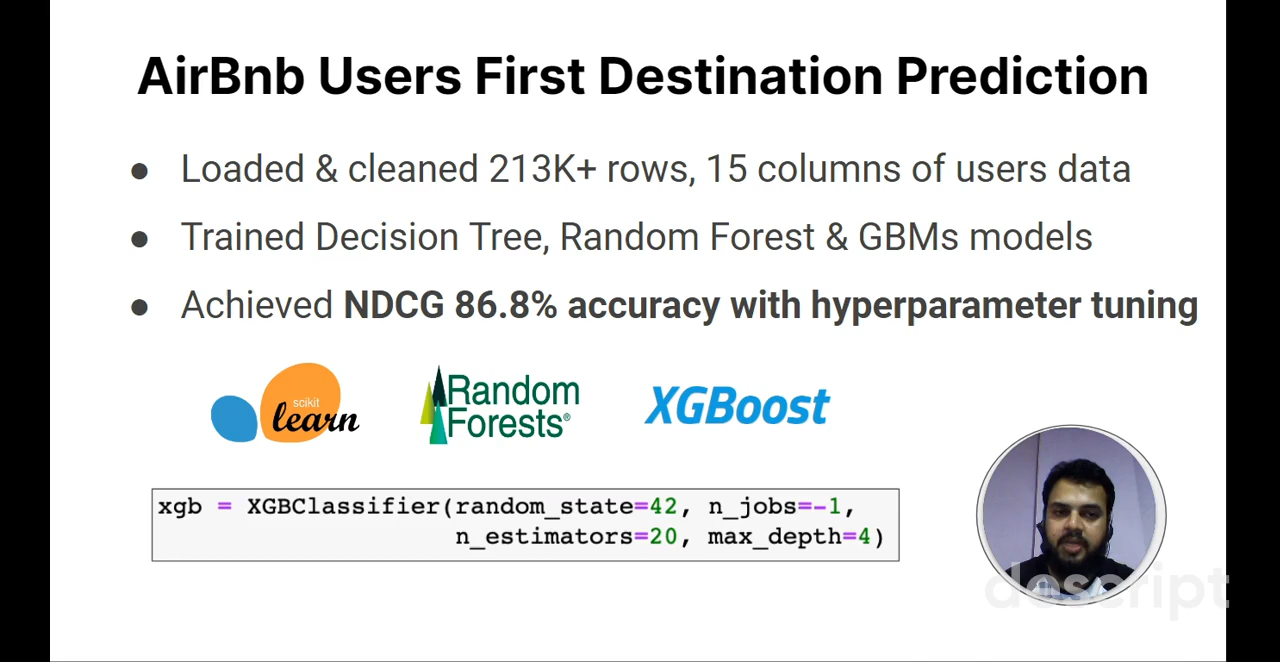 AirBnb Users First Destination Prediction
● Loaded & cleaned 213K+ rows, 15 columns of users data
● Trained Decision Tree, Random Forest & GBMs models
● Achieved NDCG 86.8% accuracy with hyperparameter tuning
scikit
learn
Random
Forests®
XGBoost
xgb = XGBClassifier(random_state=42, n_jobs=-1,
n_estimators=20, max_depth=4)
descript